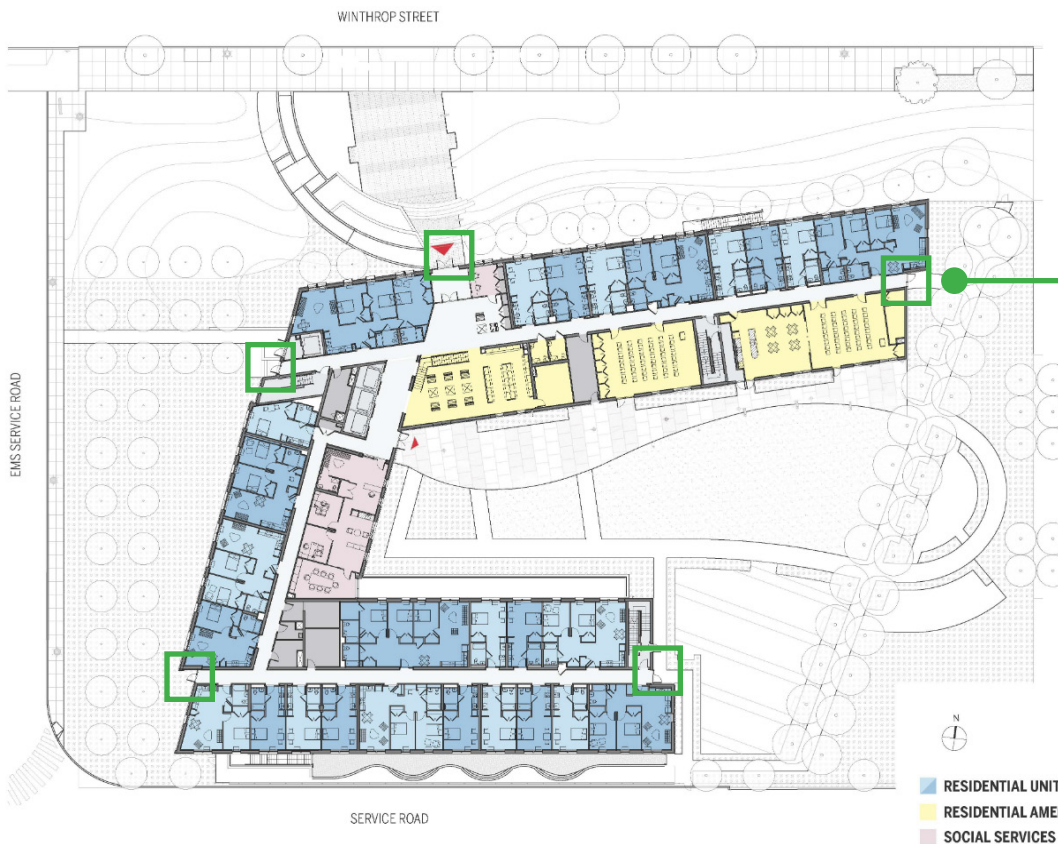 WINTHROP STREET
EMS SERVICE ROAD
N
SERVICE ROAD
RESIDENTIAL UNIT
RESIDENTIAL AME
SOCIAL SERVICES